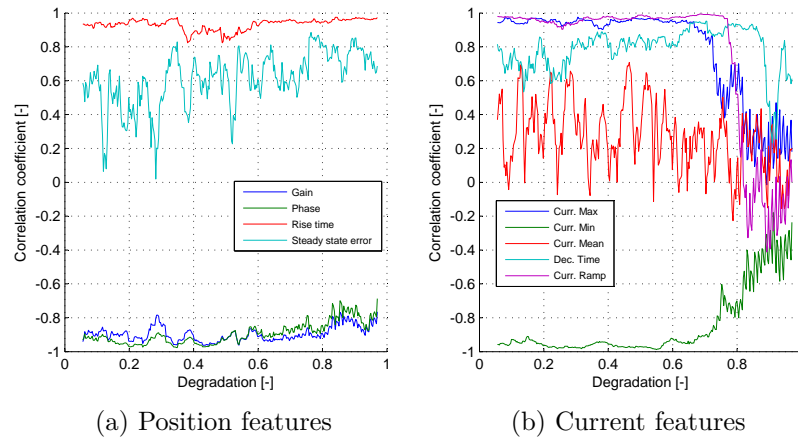 1
0.8
0.6
0.4
0.2
0
-0.2
-0.4
-0.6
-0.8
-1
Correlation coefficient [-]
0 0.2 0.4 0.6 0.8 1
Degradation [-]
Gain
Phase
Rise time
Steady state error
(a) Position features
1
0.8
0.6
0.4
0.2
0
-0.2
-0.4
-0.6
-0.8
-1
Correlation coefficient [-]
0 0.2 0.4 0.6 0.8
Degradation [-]
Curr. Max
Curr. Min
Curr. Mean
Dec. Time
Curr. Ramp
(b) Current features